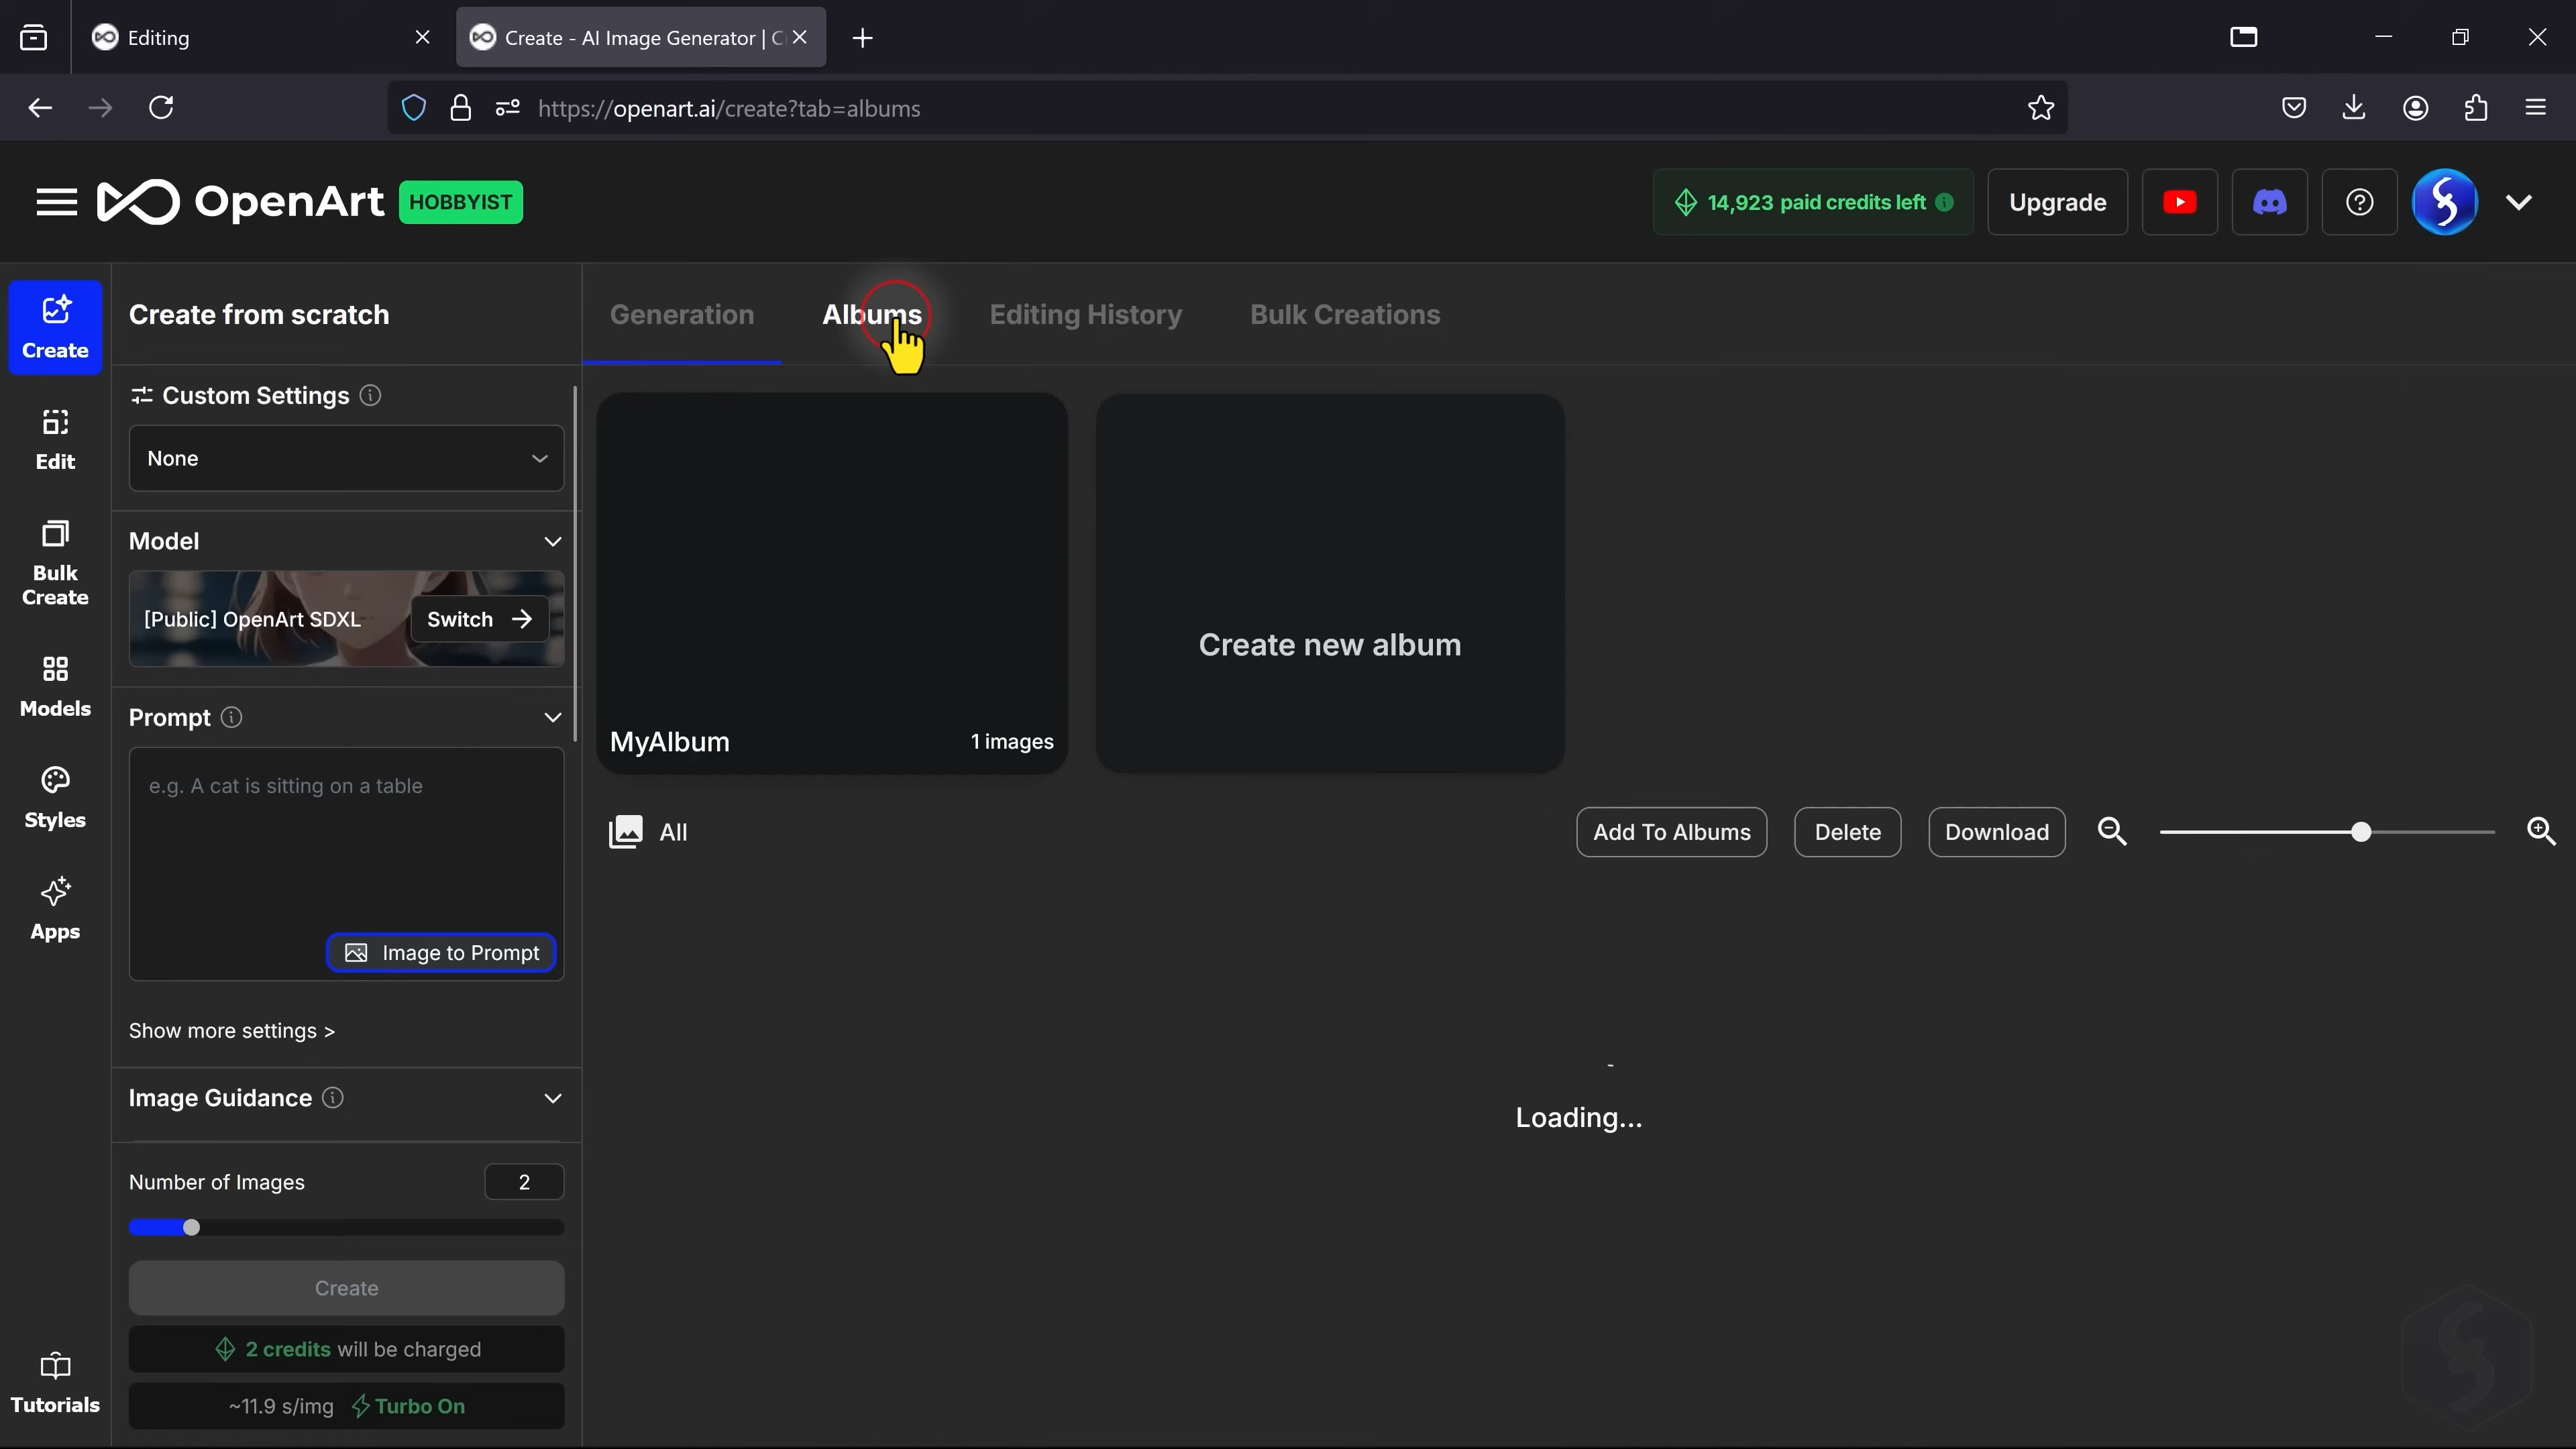 Editing
Create - AI Image Generator | C
https://openart.ai/create?tab=albums
OpenArt
HOBBYIST
14,923 paid credits left
Upgrade
Create
Edit
Bulk
Create
Models
Styles
Apps
Tutorials
Create from scratch
Custom Settings
None
Model
[Public] OpenArt SDXL
Switch
Prompt
e.g. A cat is sitting on a table
Image to Prompt
Show more settings >
Image Guidance
Number of Images
2
Create
2 credits will be charged
~11.9 s/img
Turbo On
Generation
Albums
Editing History
Bulk Creations
MyAlbum
1 images
Create new album
All
Add To Albums
Delete
Download
Loading...